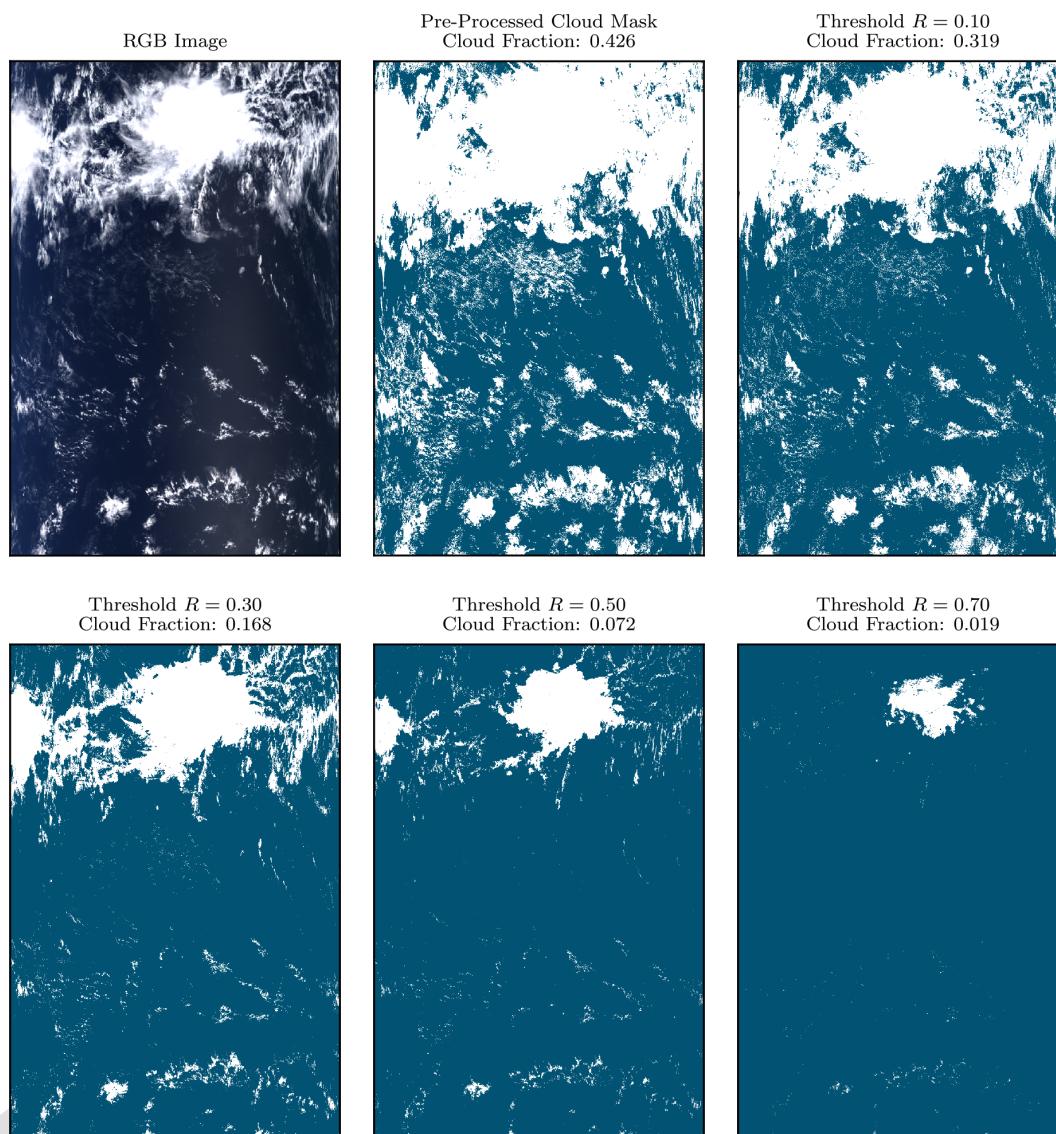 RGB Image
Pre-Processed Cloud Mask
Cloud Fraction: 0.426
Threshold R = 0.10
Cloud Fraction: 0.319
Threshold R = 0.30
Cloud Fraction: 0.168
Threshold R = 0.50
Cloud Fraction: 0.072
Threshold R = 0.70
Cloud Fraction: 0.019